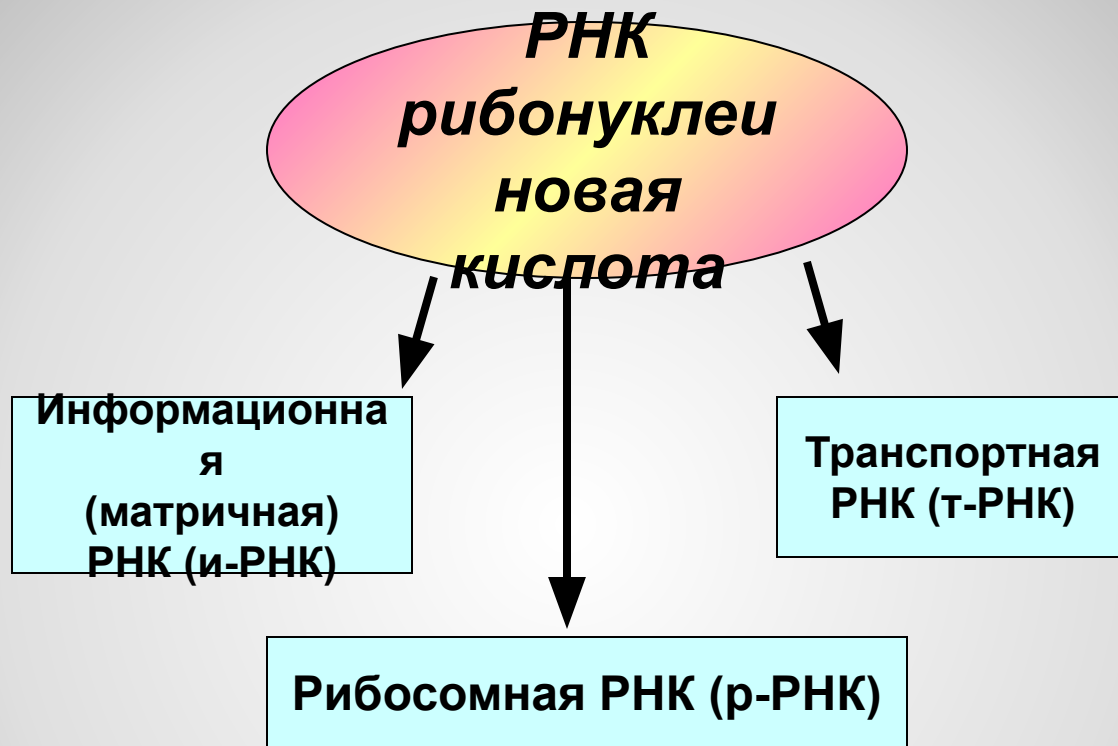 РНК
рибонуклеи
новая
кислота
Информационна
я
(матричная)
РНК (и-РНК)
Транспортная
РНК (т-РНК)
Рибосомная РНК (р-РНК)